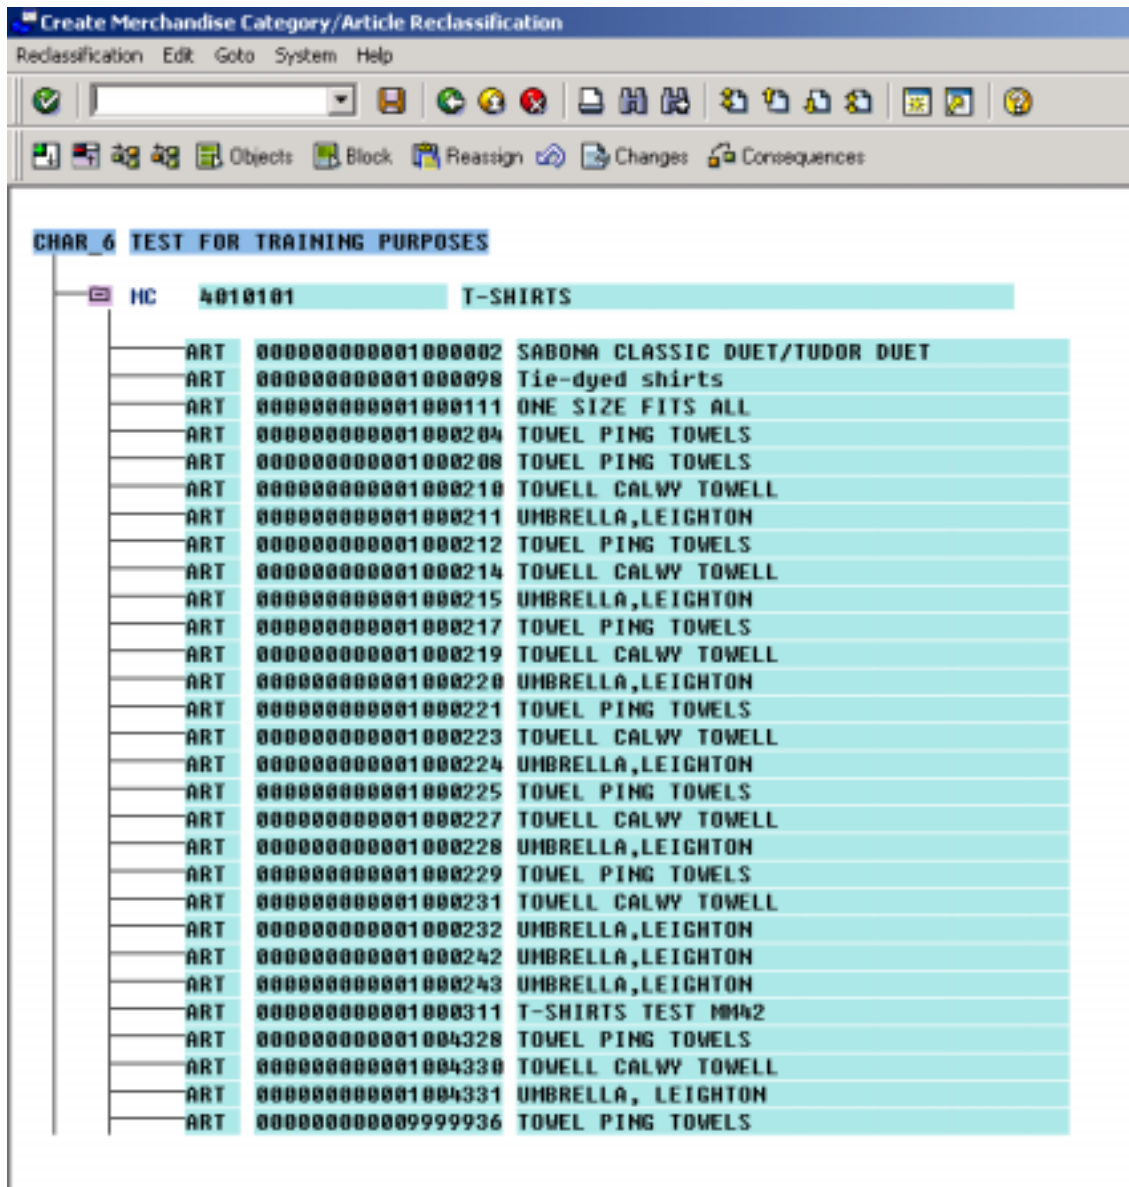 Create Merchandise Category/Article Reclassification
Reclassification Edit Goto System Help
Objects Block Reassign Changes Consequences
CHAR_6 TEST FOR TRAINING PURPOSES
MC 4010101 T-SHIRTS
ART 000000000001000002 SABONA CLASSIC DUET/TUDOR DUET
ART 000000000001000098 Tie-dyed shirts
ART 000000000001000111 ONE SIZE FITS ALL
ART 000000000001000204 TOWEL PING TOWELS
ART 000000000001000208 TOWEL PING TOWELS
ART 000000000001000210 TOWELL CALWY TOWELL
ART 000000000001000211 UMBRELLA,LEIGHTON
ART 000000000001000212 TOWEL PING TOWELS
ART 000000000001000214 TOWELL CALWY TOWELL
ART 000000000001000215 UMBRELLA,LEIGHTON
ART 000000000001000217 TOWEL PING TOWELS
ART 000000000001000219 TOWELL CALWY TOWELL
ART 000000000001000220 UMBRELLA,LEIGHTON
ART 000000000001000221 TOWEL PING TOWELS
ART 000000000001000223 TOWELL CALWY TOWELL
ART 000000000001000224 UMBRELLA,LEIGHTON
ART 000000000001000225 TOWEL PING TOWELS
ART 000000000001000227 TOWELL CALWY TOWELL
ART 000000000001000228 UMBRELLA,LEIGHTON
ART 000000000001000229 TOWEL PING TOWELS
ART 000000000001000231 TOWELL CALWY TOWELL
ART 000000000001000232 UMBRELLA,LEIGHTON
ART 000000000001000242 UMBRELLA,LEIGHTON
ART 000000000001000243 UMBRELLA,LEIGHTON
ART 000000000001000311 T-SHIRTS TEST MM42
ART 000000000001004328 TOWEL PING TOWELS
ART 000000000001004330 TOWELL CALWY TOWELL
ART 000000000001004331 UMBRELLA, LEIGHTON
ART 000000000009999936 TOWEL PING TOWELS